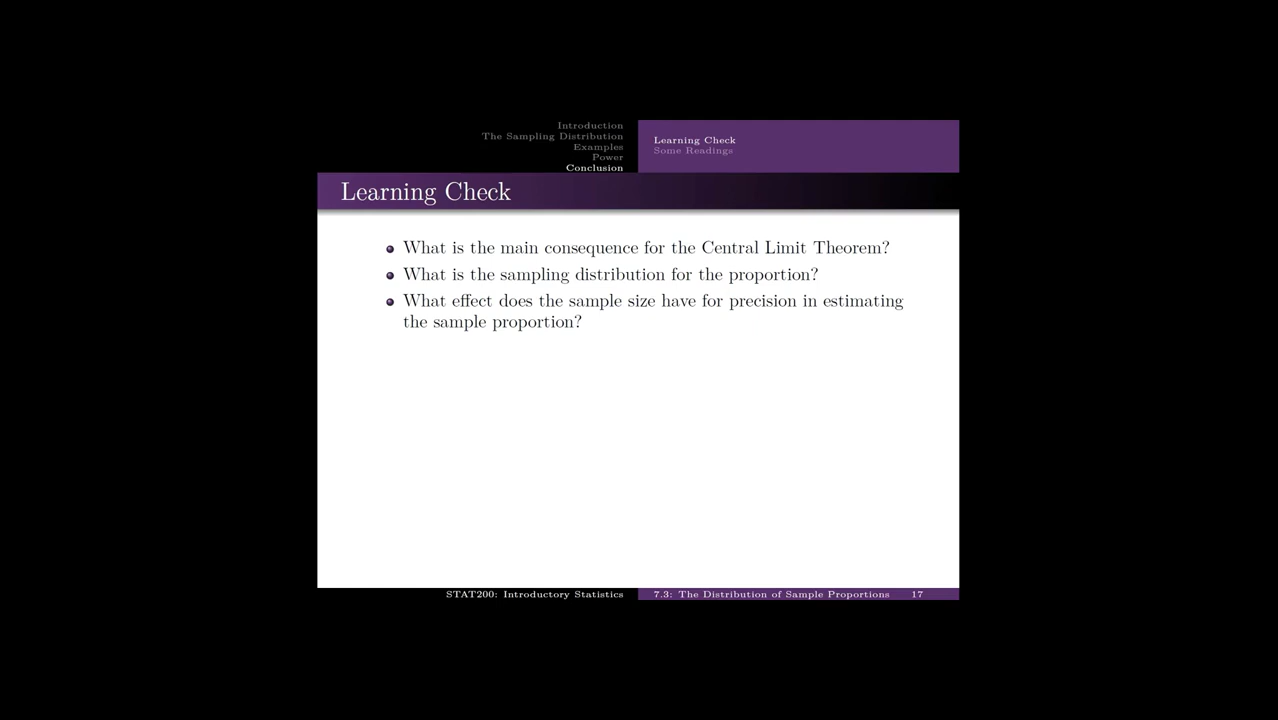 Introduction
The Sampling Distribution
Examples
Power
Conclusion
Learning Check
Some Readings
Learning Check
What is the main consequence for the Central Limit Theorem?
What is the sampling distribution for the proportion?
What effect does the sample size have for precision in estimating
the sample proportion?
STAT200: Introductory Statistics
7.3: The Distribution of Sample Proportions 17